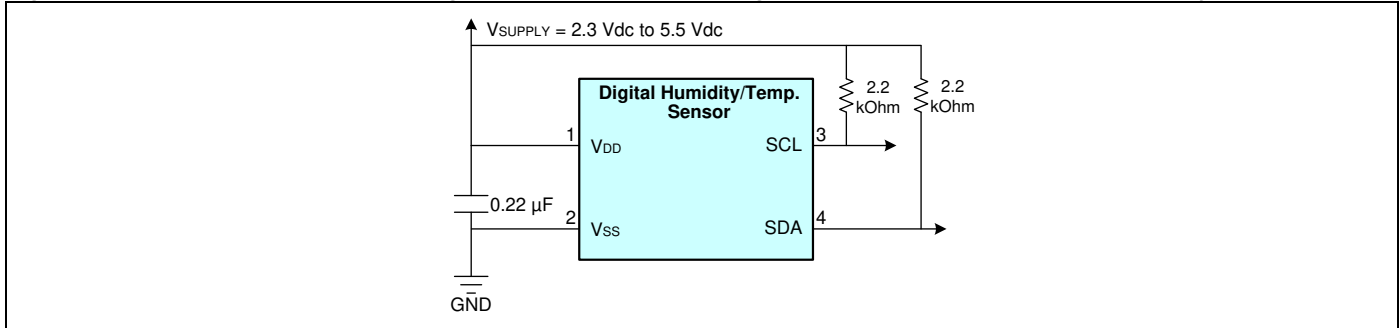 VSUPPLY = 2.3 Vdc to 5.5 Vdc
Digital Humidity/Temp.
Sensor
2.2
kOhm
2.2
kOhm
1
VDD
SCL
3
0.22 µF
2
VSS
SDA
4
GND